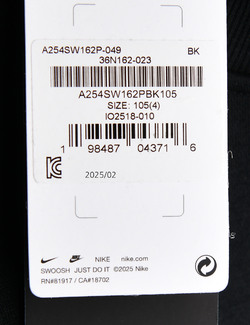 A254SW162P-049 BK
36N162-023
A254SW162PBK105
SIZE: 105(4)
IO2518-010
1 98487 04371 6
2025/02
NIKE nike.com
SWOOSH JUST DO IT ©2025 Nike
RN#81917 / CA#18702